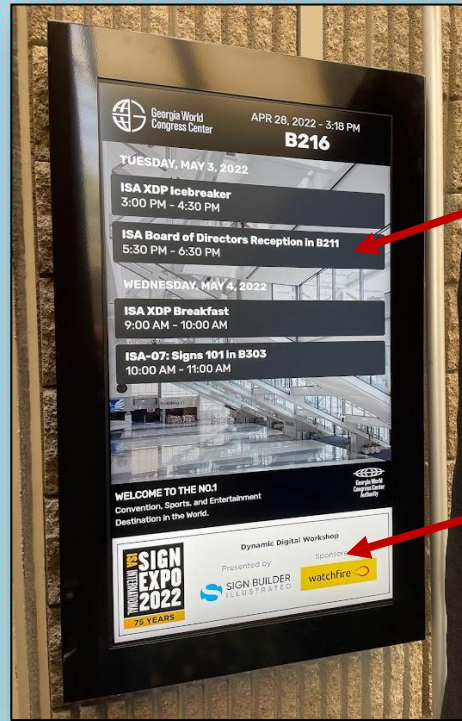 Georgia World
Congress Center
APR 28, 2022 - 3:18 PM
B216
TUESDAY, MAY 3, 2022
ISA XDP Icebreaker
3:00 PM - 4:30 PM
ISA Board of Directors Reception in B211
5:30 PM - 6:30 PM
WEDNESDAY, MAY 4, 2022
ISA XDP Breakfast
9:00 AM - 10:00 AM
ISA-07: Signs 101 in B303
10:00 AM - 11:00 AM
WELCOME TO THE NO.1
Convention, Sports, and Entertainment
Destination in the World.
Georgia World
Congress Center
Authority
ISA INTERNATIONAL
SIGN
EXPO
2022
75 YEARS
Dynamic Digital Workshop
Presented by
SIGN BUILDER
ILLUSTRATED
Sponsor
watchfire